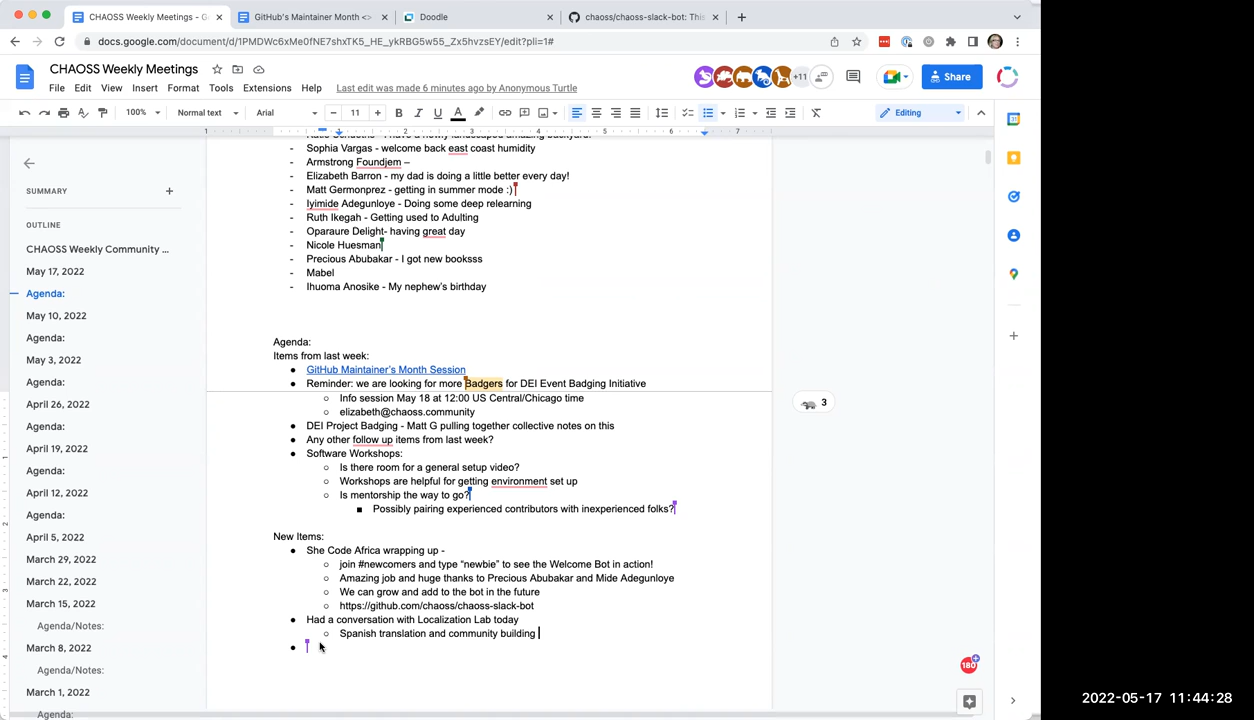 CHAOSS Weekly Meetings - G
GitHub's Maintainer Month <>
Doodle
chaoss/chaoss-slack-bot: This
docs.google.com/document/d/1PMDWc6xMe0fNE7shxTK5_HE_ykRBG5w55_Zx5hvzsEY/edit?pli=1#
CHAOSS Weekly Meetings
+11
Share
File Edit View Insert Format Tools Extensions Help Last edit was made 6 minutes ago by Anonymous Turtle
100% Normal text Arial 11 B I U A Editing
1 2 3 4 5 6 7
SUMMARY
OUTLINE
CHAOSS Weekly Community ...
May 17, 2022
Agenda:
May 10, 2022
Agenda:
May 3, 2022
Agenda:
April 26, 2022
Agenda:
April 19, 2022
Agenda:
April 12, 2022
Agenda:
April 5, 2022
March 29, 2022
March 22, 2022
March 15, 2022
Agenda/Notes:
March 8, 2022
Agenda/Notes:
March 1, 2022
Agenda:
- Sophia Vargas - welcome back east coast humidity
- Armstrong Foundjem –
- Elizabeth Barron - my dad is doing a little better every day!
- Matt Germonprez - getting in summer mode :)
- Iyimide Adegunloye - Doing some deep relearning
- Ruth Ikegah - Getting used to Adulting
- Oparaure Delight- having great day
- Nicole Huesman
- Precious Abubakar - I got new booksss
- Mabel
- Ihuoma Anosike - My nephew's birthday
Agenda:
Items from last week:
● GitHub Maintainer's Month Session
● Reminder: we are looking for more Badgers for DEI Event Badging Initiative
○ Info session May 18 at 12:00 US Central/Chicago time
○ elizabeth@chaoss.community
● DEI Project Badging - Matt G pulling together collective notes on this
● Any other follow up items from last week?
● Software Workshops:
○ Is there room for a general setup video?
○ Workshops are helpful for getting environment set up
○ Is mentorship the way to go?
■ Possibly pairing experienced contributors with inexperienced folks?
New Items:
● She Code Africa wrapping up -
○ join #newcomers and type “newbie” to see the Welcome Bot in action!
○ Amazing job and huge thanks to Precious Abubakar and Mide Adegunloye
○ We can grow and add to the bot in the future
○ https://github.com/chaoss/chaoss-slack-bot
● Had a conversation with Localization Lab today
○ Spanish translation and community building
●
3
180
2022-05-17 11:44:28